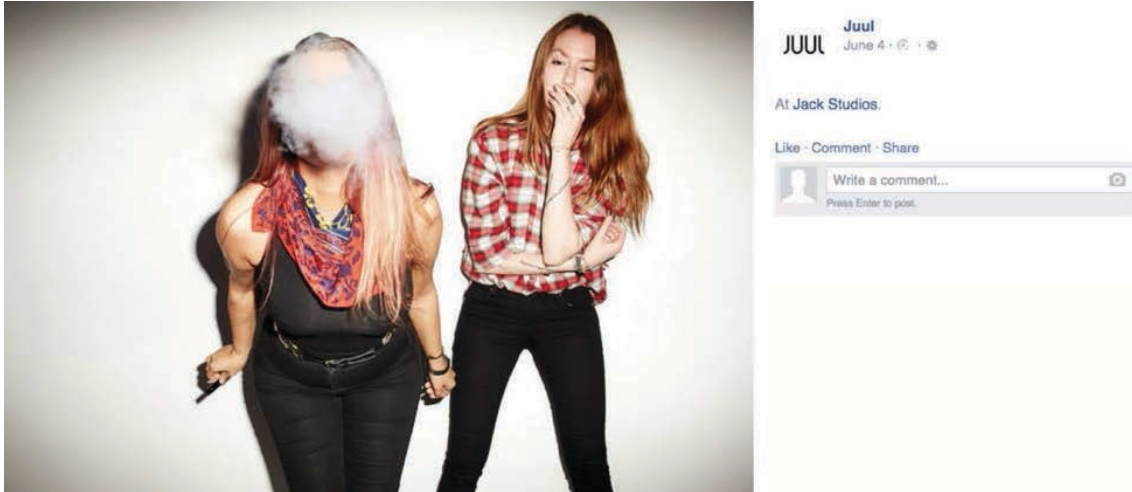 JUUL
Juul
June 4
At Jack Studios.
Like · Comment · Share
Write a comment...
Press Enter to post.